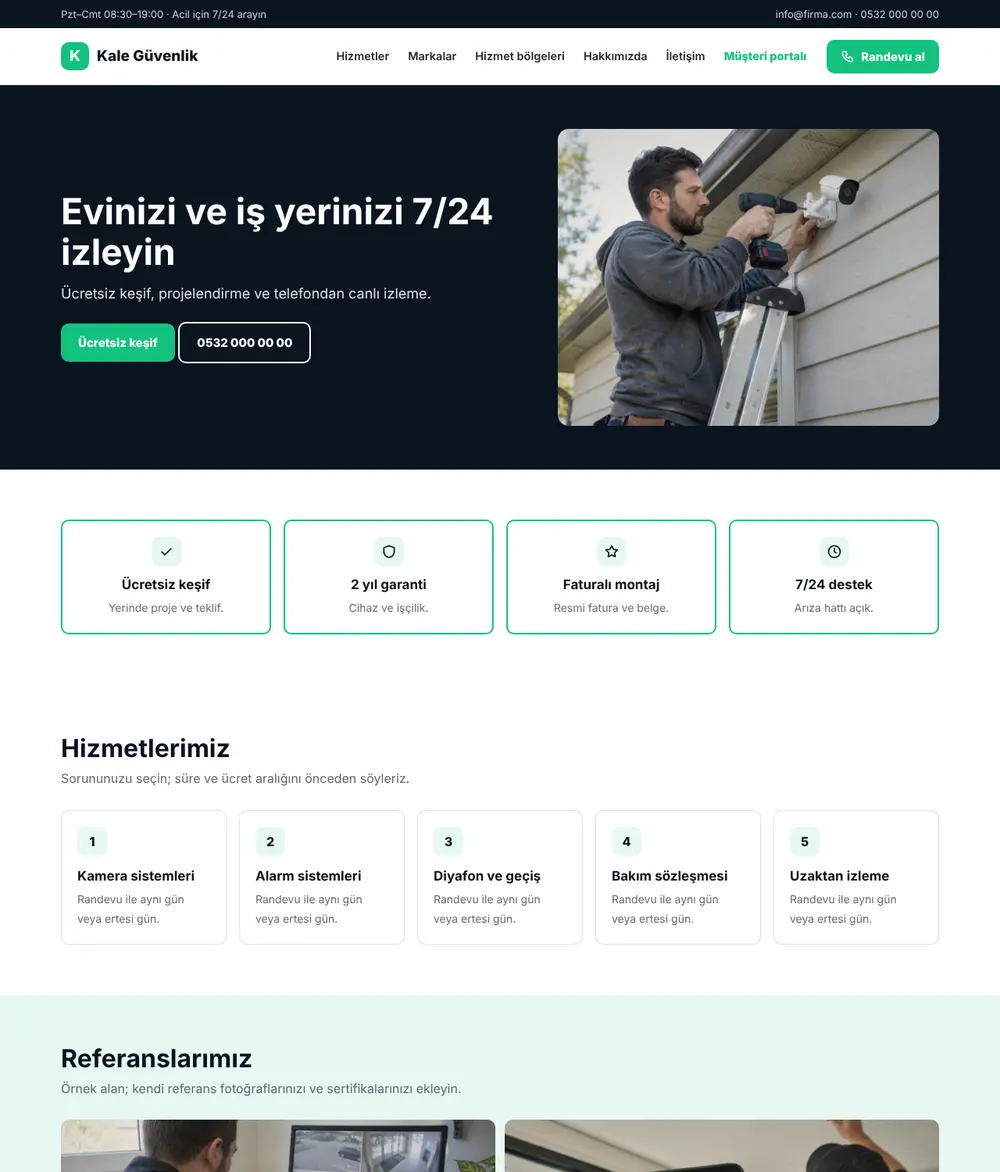 Pzt–Cmt 08:30–19:00 · Acil için 7/24 arayın
info@firma.com · 0532 000 00 00
K Kale Güvenlik
Hizmetler Markalar Hizmet bölgeleri Hakkımızda İletişim Müşteri portalı Randevu al
Evinizi ve iş yerinizi 7/24
izleyin
Ücretsiz keşif, projelendirme ve telefondan canlı izleme.
Ücretsiz keşif 0532 000 00 00
Ücretsiz keşif
Yerinde proje ve teklif.
2 yıl garanti
Cihaz ve işçilik.
Faturalı montaj
Resmi fatura ve belge.
7/24 destek
Arıza hattı açık.
Hizmetlerimiz
Sorununuzu seçin; süre ve ücret aralığını önceden söyleriz.
1
Kamera sistemleri
Randevu ile aynı gün
veya ertesi gün.
2
Alarm sistemleri
Randevu ile aynı gün
veya ertesi gün.
3
Diyafon ve geçiş
Randevu ile aynı gün
veya ertesi gün.
4
Bakım sözleşmesi
Randevu ile aynı gün
veya ertesi gün.
5
Uzaktan izleme
Randevu ile aynı gün
veya ertesi gün.
Referanslarımız
Örnek alan; kendi referans fotoğraflarınızı ve sertifikalarınızı ekleyin.